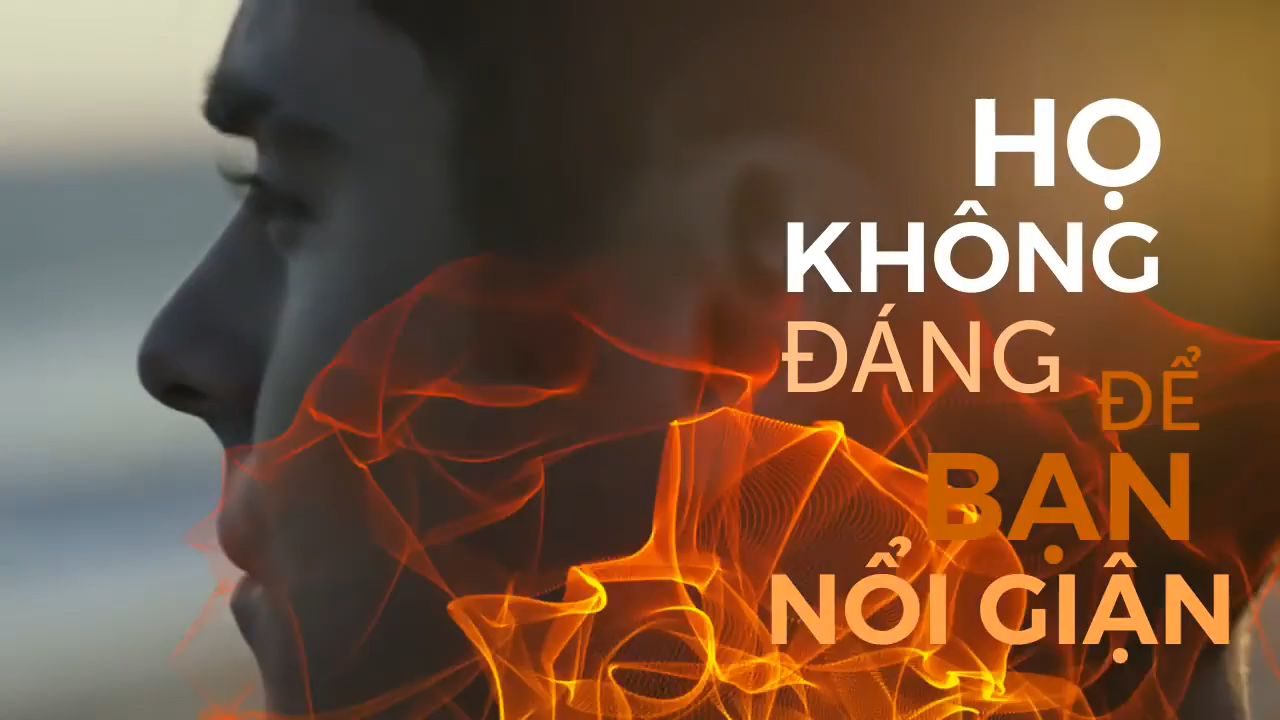 HỌ
KHÔNG
ĐÁNG
ĐỂ
BẠN
NỔI GIẬN